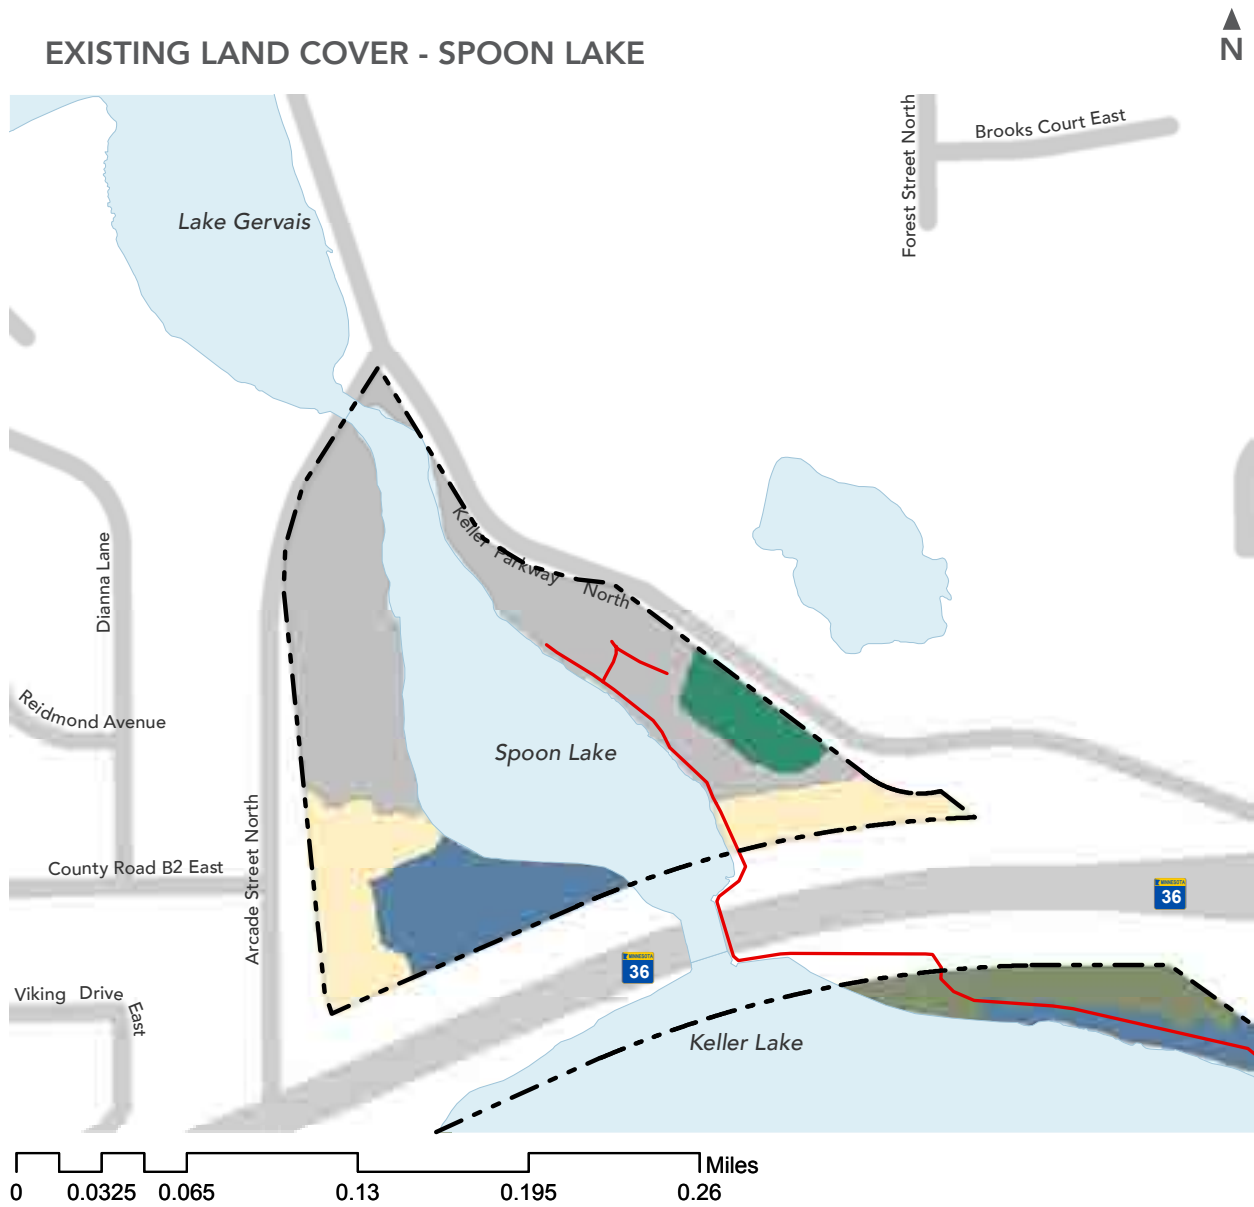 EXISTING LAND COVER - SPOON LAKE
N
Forest Street North
Brooks Court East
Lake Gervais
Keller Parkway North
Dianna Lane
Reidmond Avenue
Spoon Lake
Arcade Street North
County Road B2 East
MINNESOTA
36
MINNESOTA
36
Viking Drive East
Keller Lake
Miles
0 0.0325 0.065 0.13 0.195 0.26